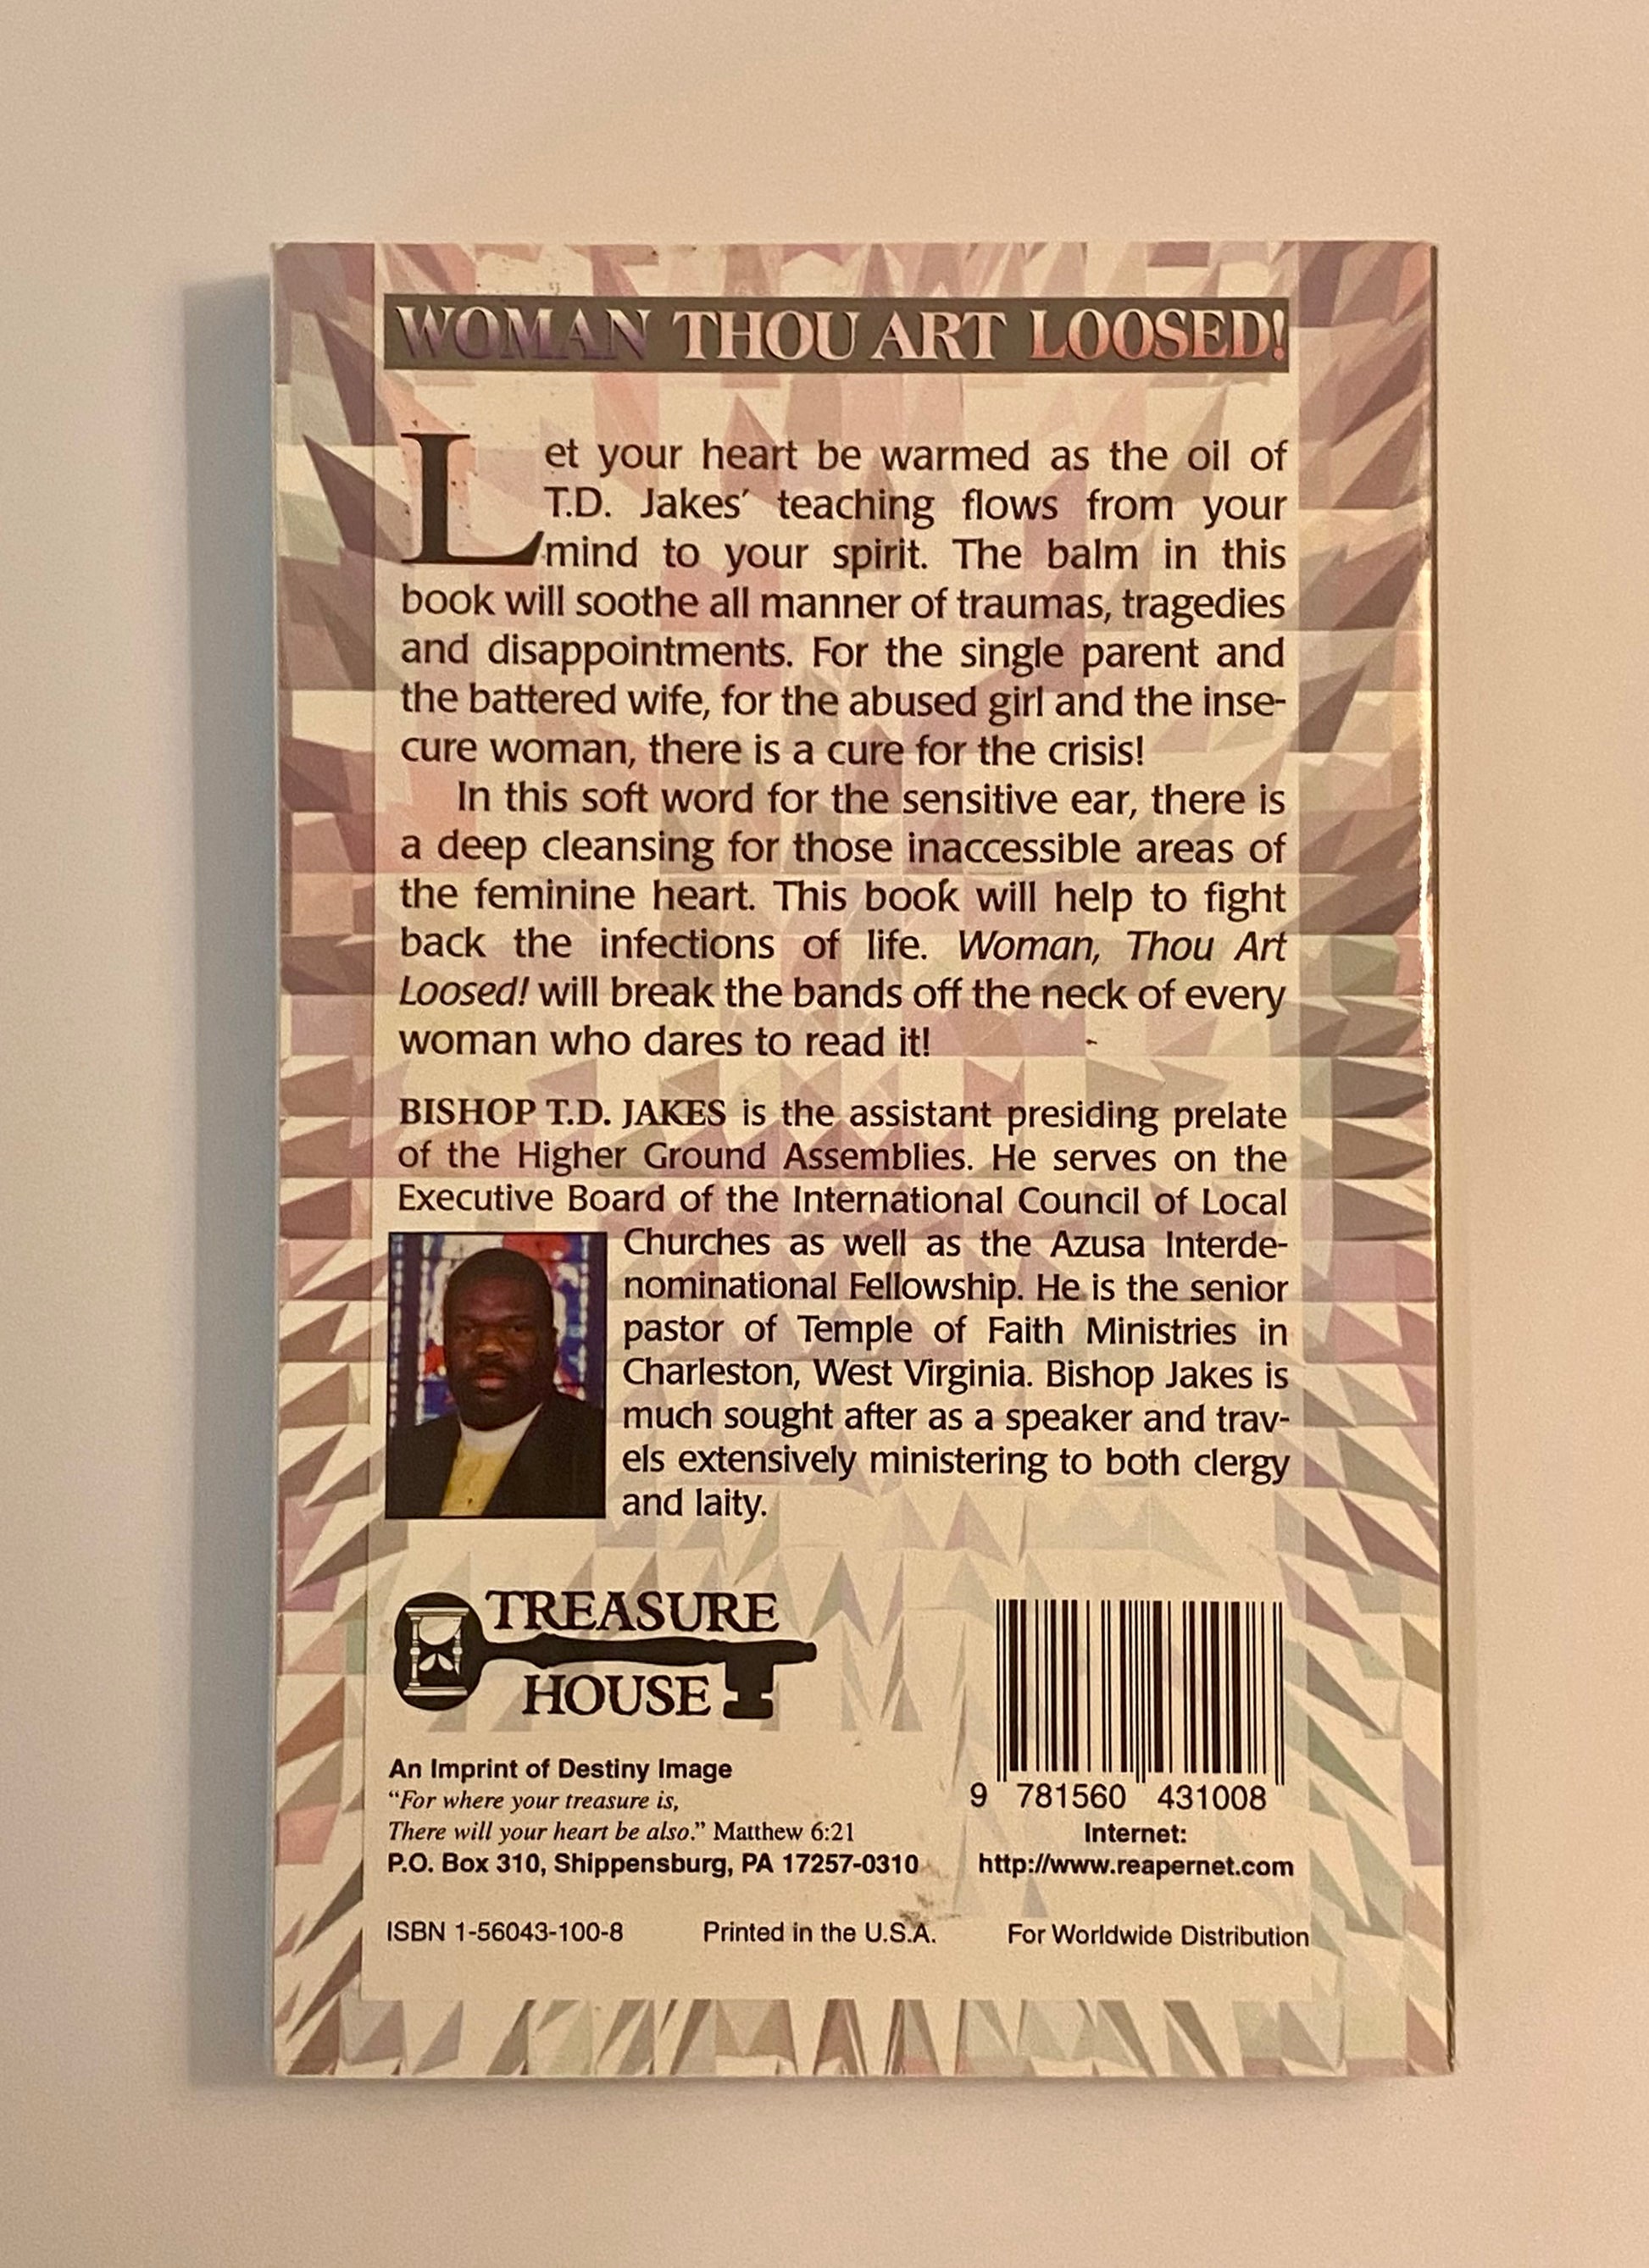 WOMAN THOU ART LOOSED!
Let your heart be warmed as the oil of
T.D. Jakes' teaching flows from your
mind to your spirit. The balm in this
book will soothe all manner of traumas, tragedies
and disappointments. For the single parent and
the battered wife, for the abused girl and the inse-
cure woman, there is a cure for the crisis!
In this soft word for the sensitive ear, there is
a deep cleansing for those inaccessible areas of
the feminine heart. This book will help to fight
back the infections of life. Woman, Thou Art
Loosed! will break the bands off the neck of every
woman who dares to read it!
BISHOP T.D. JAKES is the assistant presiding prelate
of the Higher Ground Assemblies. He serves on the
Executive Board of the International Council of Local
Churches as well as the Azusa Interde-
nominational Fellowship. He is the senior
pastor of Temple of Faith Ministries in
Charleston, West Virginia. Bishop Jakes is
much sought after as a speaker and trav-
els extensively ministering to both clergy
and laity.
TREASURE
HOUSE
An Imprint of Destiny Image
“For where your treasure is,
There will your heart be also.” Matthew 6:21
P.O. Box 310, Shippensburg, PA 17257-0310
9 781560 431008
Internet:
http://www.reapernet.com
ISBN 1-56043-100-8 Printed in the U.S.A. For Worldwide Distribution